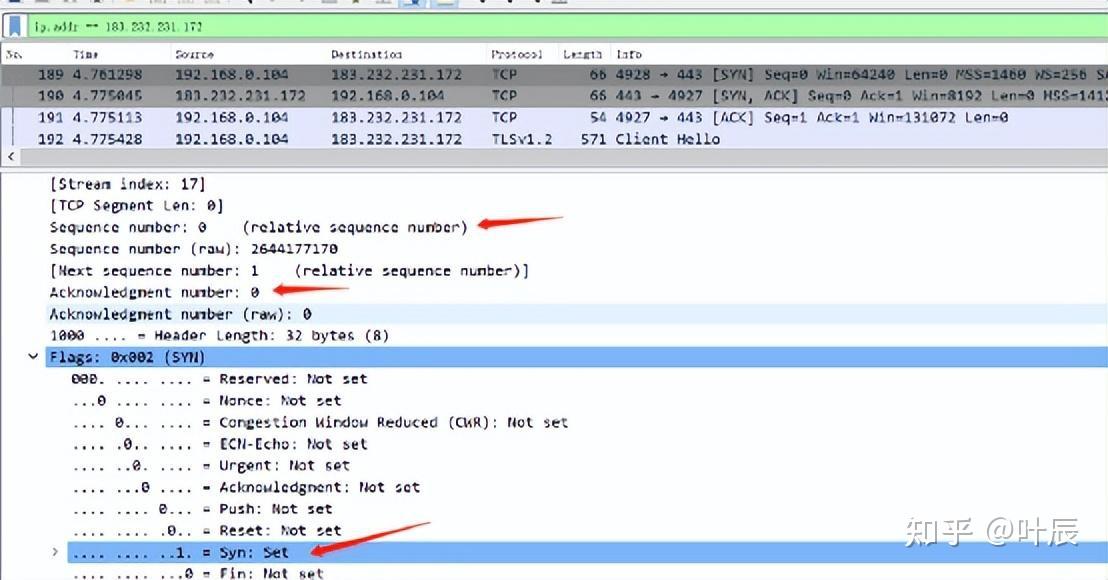 ip.addr == 183.232.231.172
No. Time Source Destination Protocol Length Info
189 4.761298 192.168.0.104 183.232.231.172 TCP 66 4928 → 443 [SYN] Seq=0 Win=64240 Len=0 MSS=1460 WS=256 SA
190 4.775045 183.232.231.172 192.168.0.104 TCP 66 443 → 4927 [SYN, ACK] Seq=0 Ack=1 Win=8192 Len=0 MSS=1412
191 4.775113 192.168.0.104 183.232.231.172 TCP 54 4927 → 443 [ACK] Seq=1 Ack=1 Win=131072 Len=0
192 4.775428 192.168.0.104 183.232.231.172 TLSv1.2 571 Client Hello
[Stream index: 17]
[TCP Segment Len: 0]
Sequence number: 0 (relative sequence number)
Sequence number (raw): 2644177170
[Next sequence number: 1 (relative sequence number)]
Acknowledgment number: 0
Acknowledgment number (raw): 0
1000 .... = Header Length: 32 bytes (8)
Flags: 0x002 (SYN)
000. .... .... = Reserved: Not set
...0 .... .... = Nonce: Not set
.... 0... .... = Congestion Window Reduced (CWR): Not set
.... .0.. .... = ECN-Echo: Not set
.... ..0. .... = Urgent: Not set
.... ...0 .... = Acknowledgment: Not set
.... .... 0... = Push: Not set
.... .... .0.. = Reset: Not set
.... .... ..1. = Syn: Set
.... .... ...0 = Fin: Not set
知乎 @叶辰